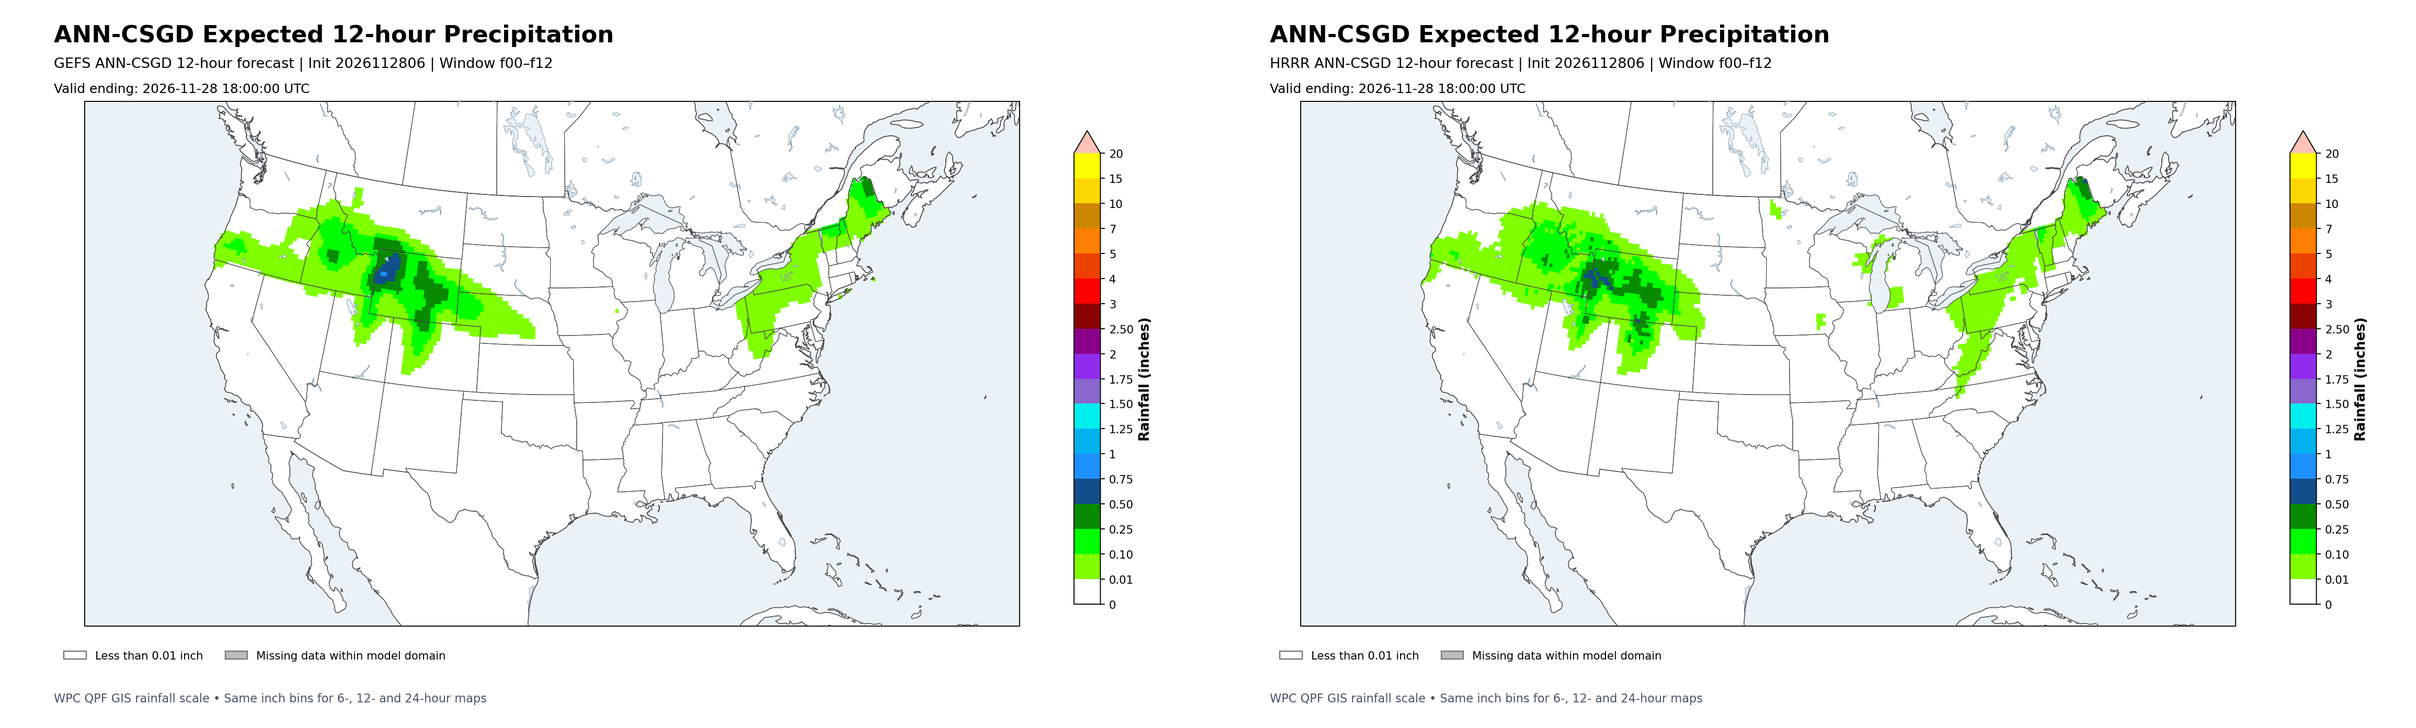 ANN-CSGD Expected 12-hour Precipitation
GEFS ANN-CSGD 12-hour forecast | Init 2026112806 | Window f00–f12
Valid ending: 2026-11-28 18:00:00 UTC
20
15
10
7
5
4
3
2.50
2
1.75
1.50
1.25
1
0.75
0.50
0.25
0.10
0.01
0
Rainfall (inches)
Less than 0.01 inch
Missing data within model domain
WPC QPF GIS rainfall scale • Same inch bins for 6-, 12- and 24-hour maps
ANN-CSGD Expected 12-hour Precipitation
HRRR ANN-CSGD 12-hour forecast | Init 2026112806 | Window f00–f12
Valid ending: 2026-11-28 18:00:00 UTC
20
15
10
7
5
4
3
2.50
2
1.75
1.50
1.25
1
0.75
0.50
0.25
0.10
0.01
0
Rainfall (inches)
Less than 0.01 inch
Missing data within model domain
WPC QPF GIS rainfall scale • Same inch bins for 6-, 12- and 24-hour maps